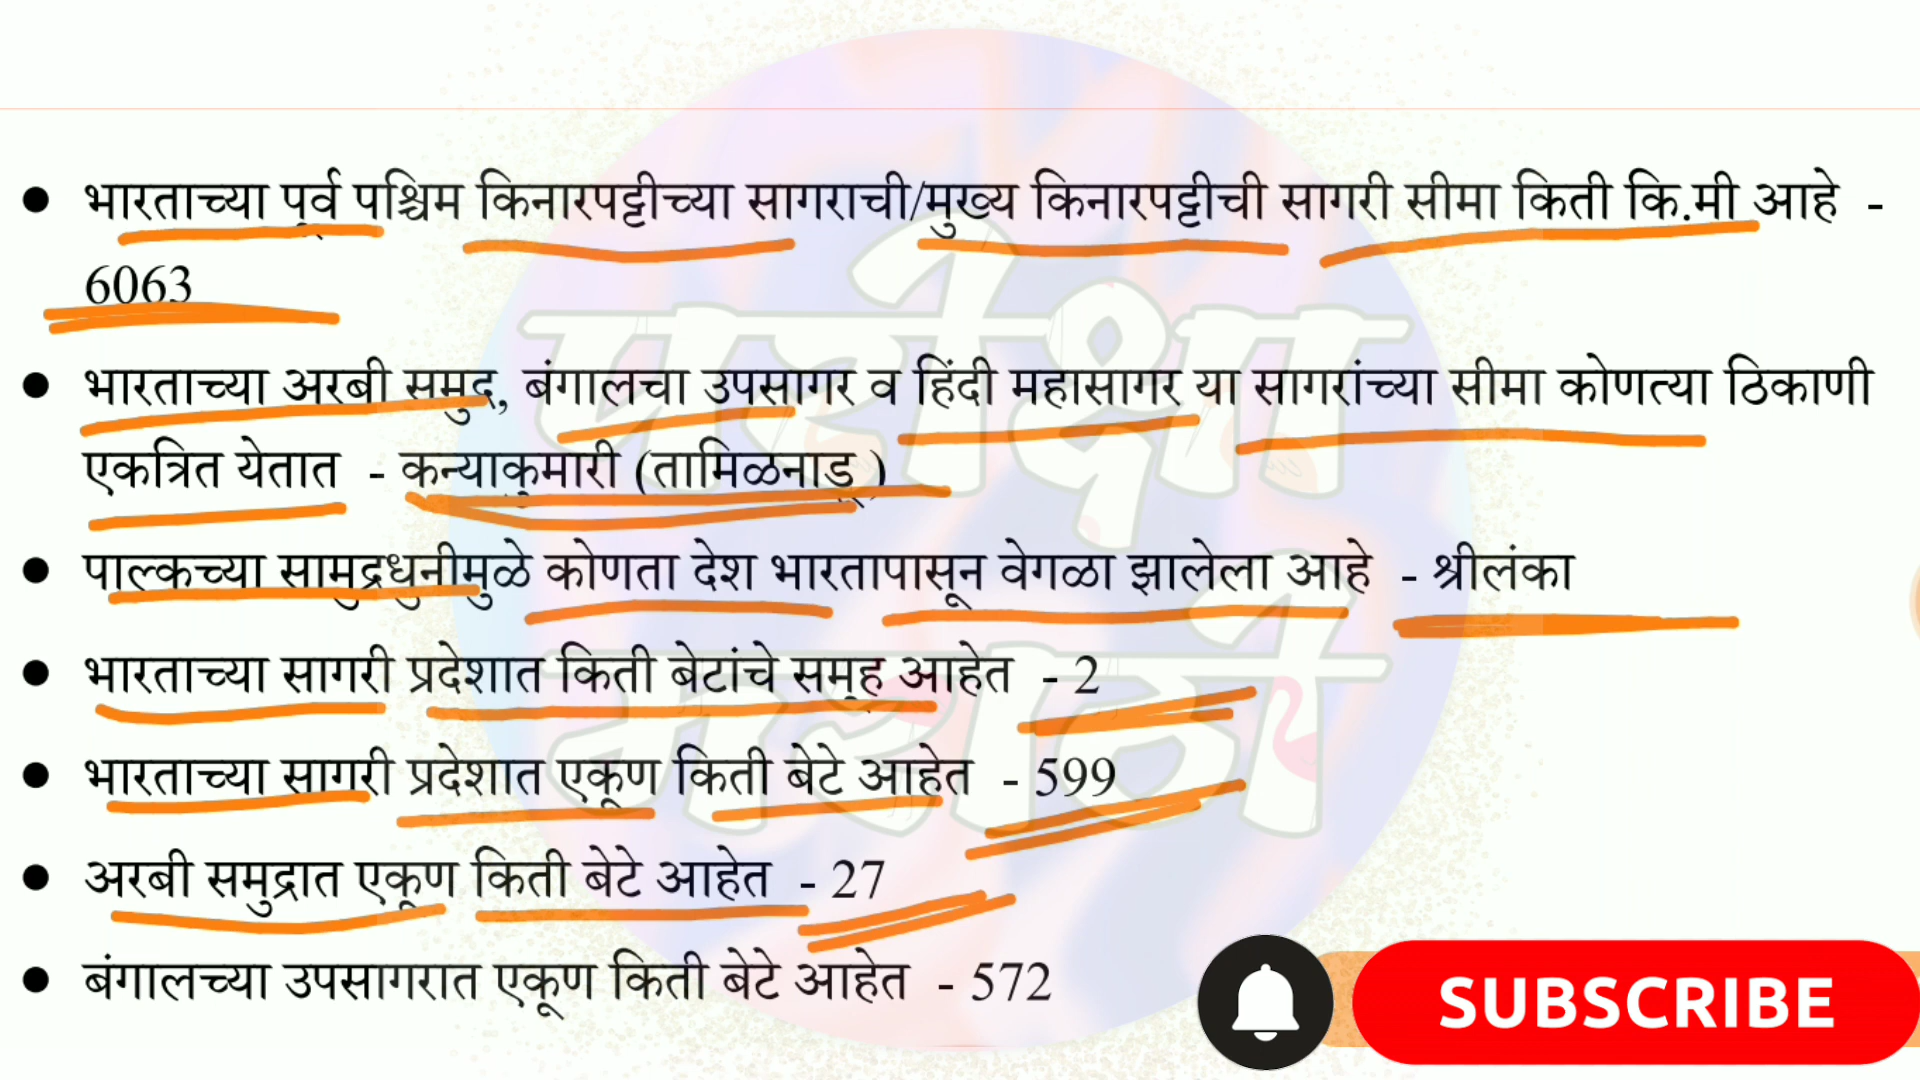 ● भारताच्या पूर्व पश्चिम किनारपट्टीच्या सागराची/मुख्य किनारपट्टीची सागरी सीमा किती कि.मी आहे -
6063
● भारताच्या अरबी समुद्र, बंगालचा उपसागर व हिंदी महासागर या सागरांच्या सीमा कोणत्या ठिकाणी
एकत्रित येतात - कन्याकुमारी (तामिळनाडू )
● पाल्कच्या सामुद्रधुनीमुळे कोणता देश भारतापासून वेगळा झालेला आहे - श्रीलंका
● भारताच्या सागरी प्रदेशात किती बेटांचे समूह आहेत - 2
● भारताच्या सागरी प्रदेशात एकूण किती बेटे आहेत - 599
● अरबी समुद्रात एकूण किती बेटे आहेत - 27
● बंगालच्या उपसागरात एकूण किती बेटे आहेत - 572
परीक्षा
मराठी
SUBSCRIBE